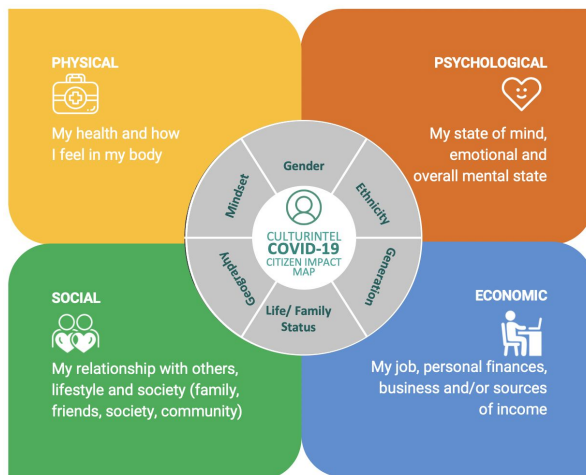 PHYSICAL
My health and how
I feel in my body
PSYCHOLOGICAL
My state of mind,
emotional and
overall mental state
Gender
Ethnicity
Generation
Life/ Family
Status
Geography
Mindset
CULTURINTEL
COVID-19
CITIZEN IMPACT
MAP
SOCIAL
My relationship with others,
lifestyle and society (family,
friends, society, community)
ECONOMIC
My job, personal finances,
business and/or sources
of income